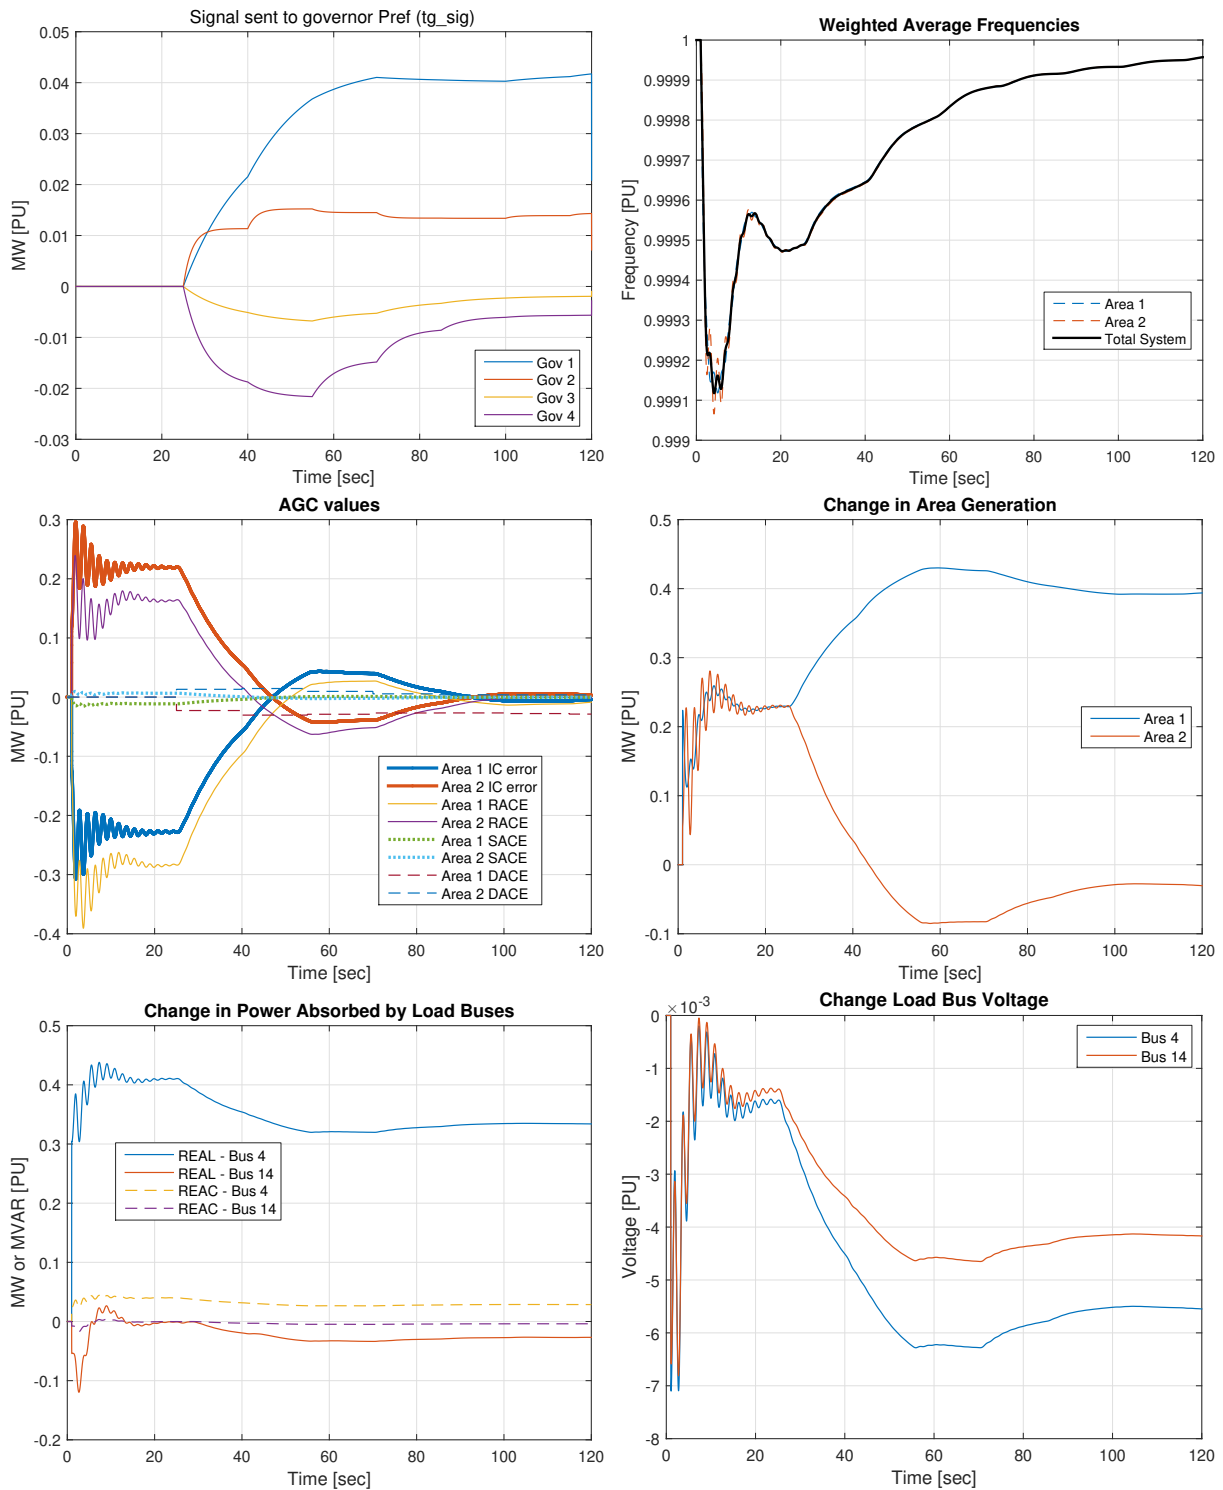 Signal sent to governor Pref (tg_sig)
0.05
0.04
0.03
0.02
0.01
0
-0.01
-0.02
-0.03
MW [PU]
Gov 1
Gov 2
Gov 3
Gov 4
0 20 40 60 80 100 120
Time [sec]
Weighted Average Frequencies
1
0.9999
0.9998
0.9997
0.9996
0.9995
0.9994
0.9993
0.9992
0.9991
0.999
Frequency [PU]
Area 1
Area 2
Total System
0 20 40 60 80 100 120
Time [sec]
AGC values
0.3
0.2
0.1
0
-0.1
-0.2
-0.3
-0.4
MW [PU]
Area 1 IC error
Area 2 IC error
Area 1 RACE
Area 2 RACE
Area 1 SACE
Area 2 SACE
Area 1 DACE
Area 2 DACE
0 20 40 60 80 100 120
Time [sec]
Change in Area Generation
0.5
0.4
0.3
0.2
0.1
0
-0.1
MW [PU]
Area 1
Area 2
0 20 40 60 80 100 120
Time [sec]
Change in Power Absorbed by Load Buses
0.5
0.4
0.3
0.2
0.1
0
-0.1
-0.2
MW or MVAR [PU]
REAL - Bus 4
REAL - Bus 14
REAC - Bus 4
REAC - Bus 14
0 20 40 60 80 100 120
Time [sec]
Change Load Bus Voltage
×10⁻³
0
-1
-2
-3
-4
-5
-6
-7
-8
Voltage [PU]
Bus 4
Bus 14
0 20 40 60 80 100 120
Time [sec]